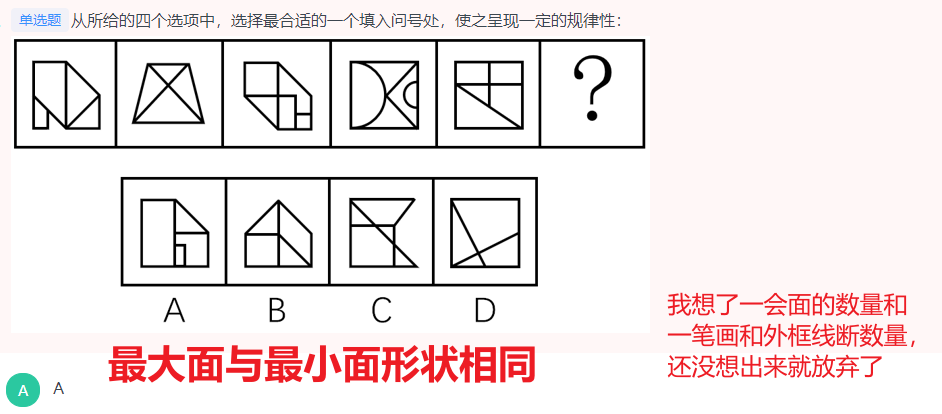 单选题 从所给的四个选项中，选择最合适的一个填入问号处，使之呈现一定的规律性：
?
A B C D
我想了一会面的数量和
一笔画和外框线断数量，
还没想出来就放弃了
最大面与最小面形状相同
A A